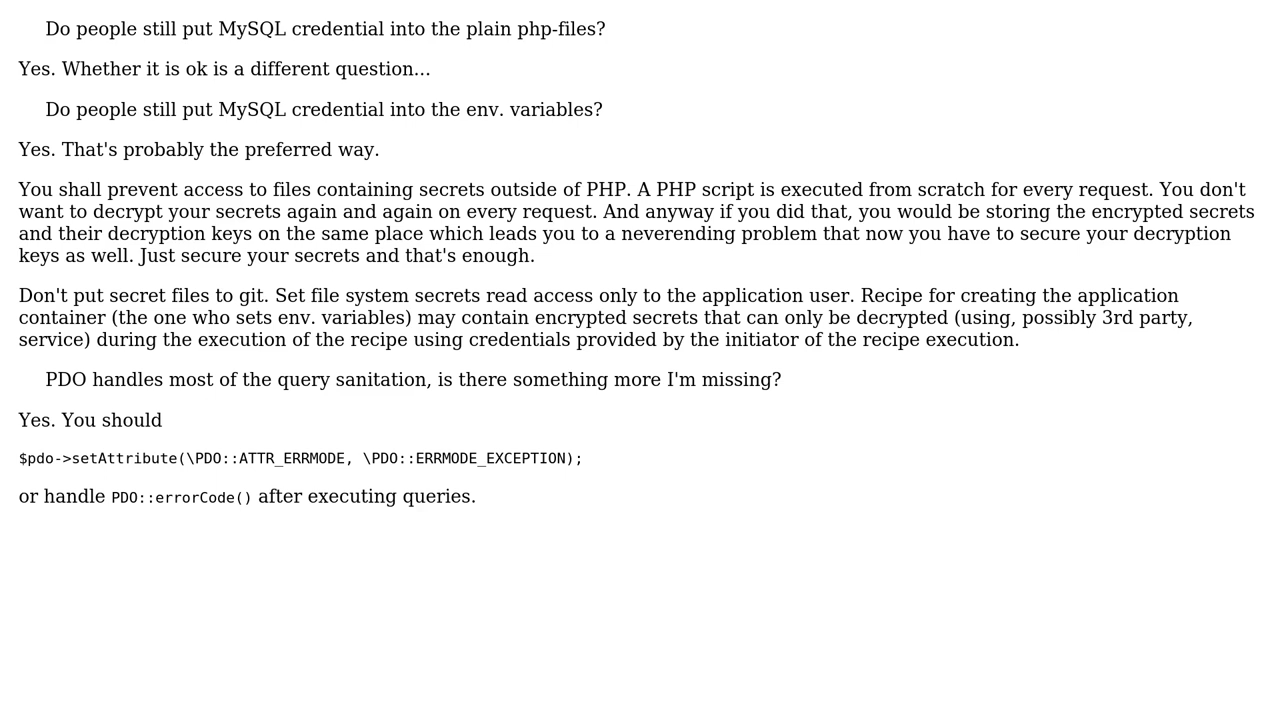 Do people still put MySQL credential into the plain php-files?
Yes. Whether it is ok is a different question...
Do people still put MySQL credential into the env. variables?
Yes. That's probably the preferred way.
You shall prevent access to files containing secrets outside of PHP. A PHP script is executed from scratch for every request. You don't
want to decrypt your secrets again and again on every request. And anyway if you did that, you would be storing the encrypted secrets
and their decryption keys on the same place which leads you to a neverending problem that now you have to secure your decryption
keys as well. Just secure your secrets and that's enough.
Don't put secret files to git. Set file system secrets read access only to the application user. Recipe for creating the application
container (the one who sets env. variables) may contain encrypted secrets that can only be decrypted (using, possibly 3rd party,
service) during the execution of the recipe using credentials provided by the initiator of the recipe execution.
PDO handles most of the query sanitation, is there something more I'm missing?
Yes. You should
$pdo->setAttribute(\PDO::ATTR_ERRMODE, \PDO::ERRMODE_EXCEPTION);
or handle PDO::errorCode() after executing queries.